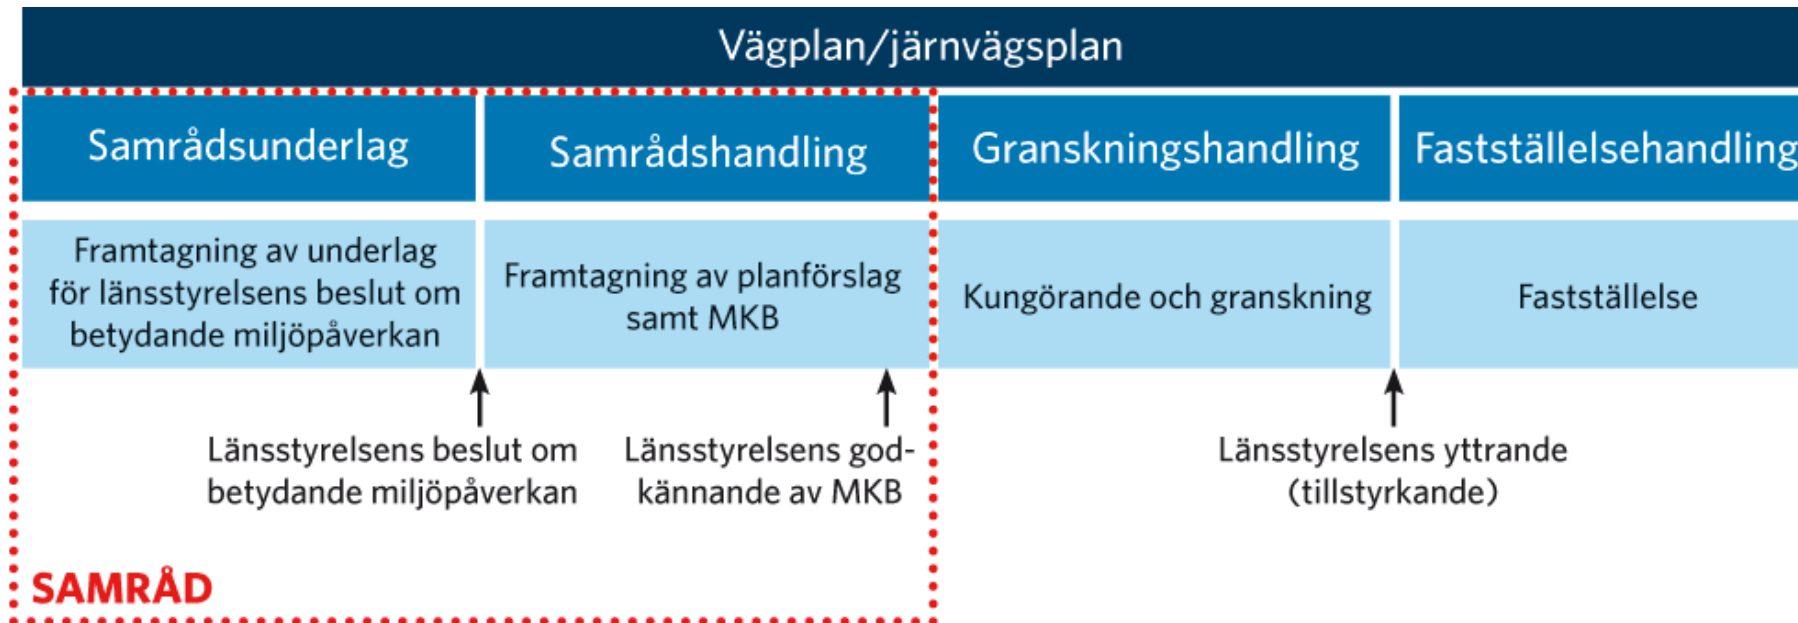 Vägplan/järnvägsplan
Samrådsunderlag
Samrådshandling
Granskningshandling
Fastställelsehandling
Framtagning av underlag
för länsstyrelsens beslut om
betydande miljöpåverkan
Framtagning av planförslag
samt MKB
Kungörande och granskning
Fastställelse
Länsstyrelsens beslut om
betydande miljöpåverkan
Länsstyrelsens god-
kännande av MKB
Länsstyrelsens yttrande
(tillstyrkande)
SAMRÅD